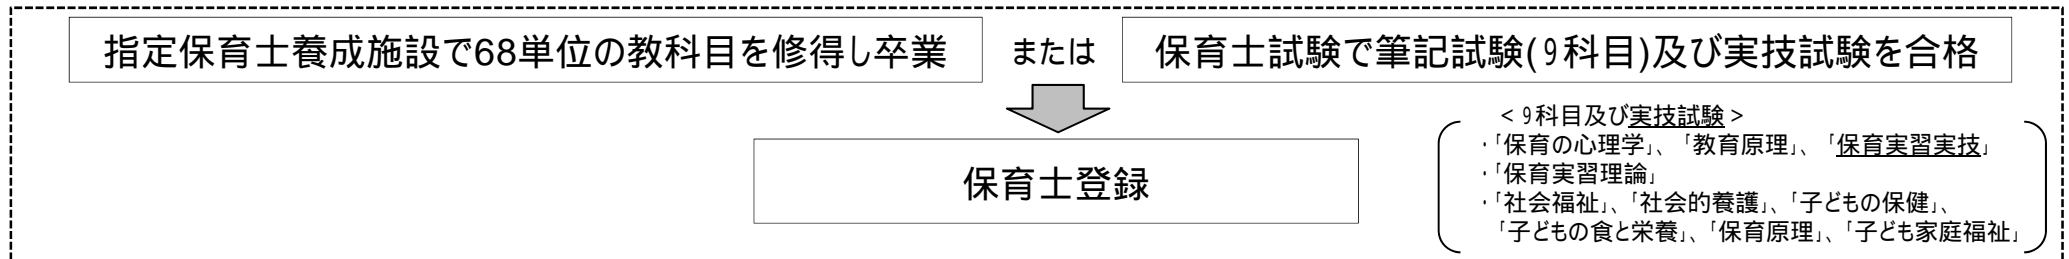 指定保育士養成施設で68単位の教科目を修得し卒業
または
保育士試験で筆記試験(9科目)及び実技試験を合格
保育士登録
<9科目及び実技試験>
・「保育の心理学」、「教育原理」、「保育実習実技」
・「保育実習理論」
・「社会福祉」、「社会的養護」、「子どもの保健」、
「子どもの食と栄養」、「保育原理」、「子ども家庭福祉」